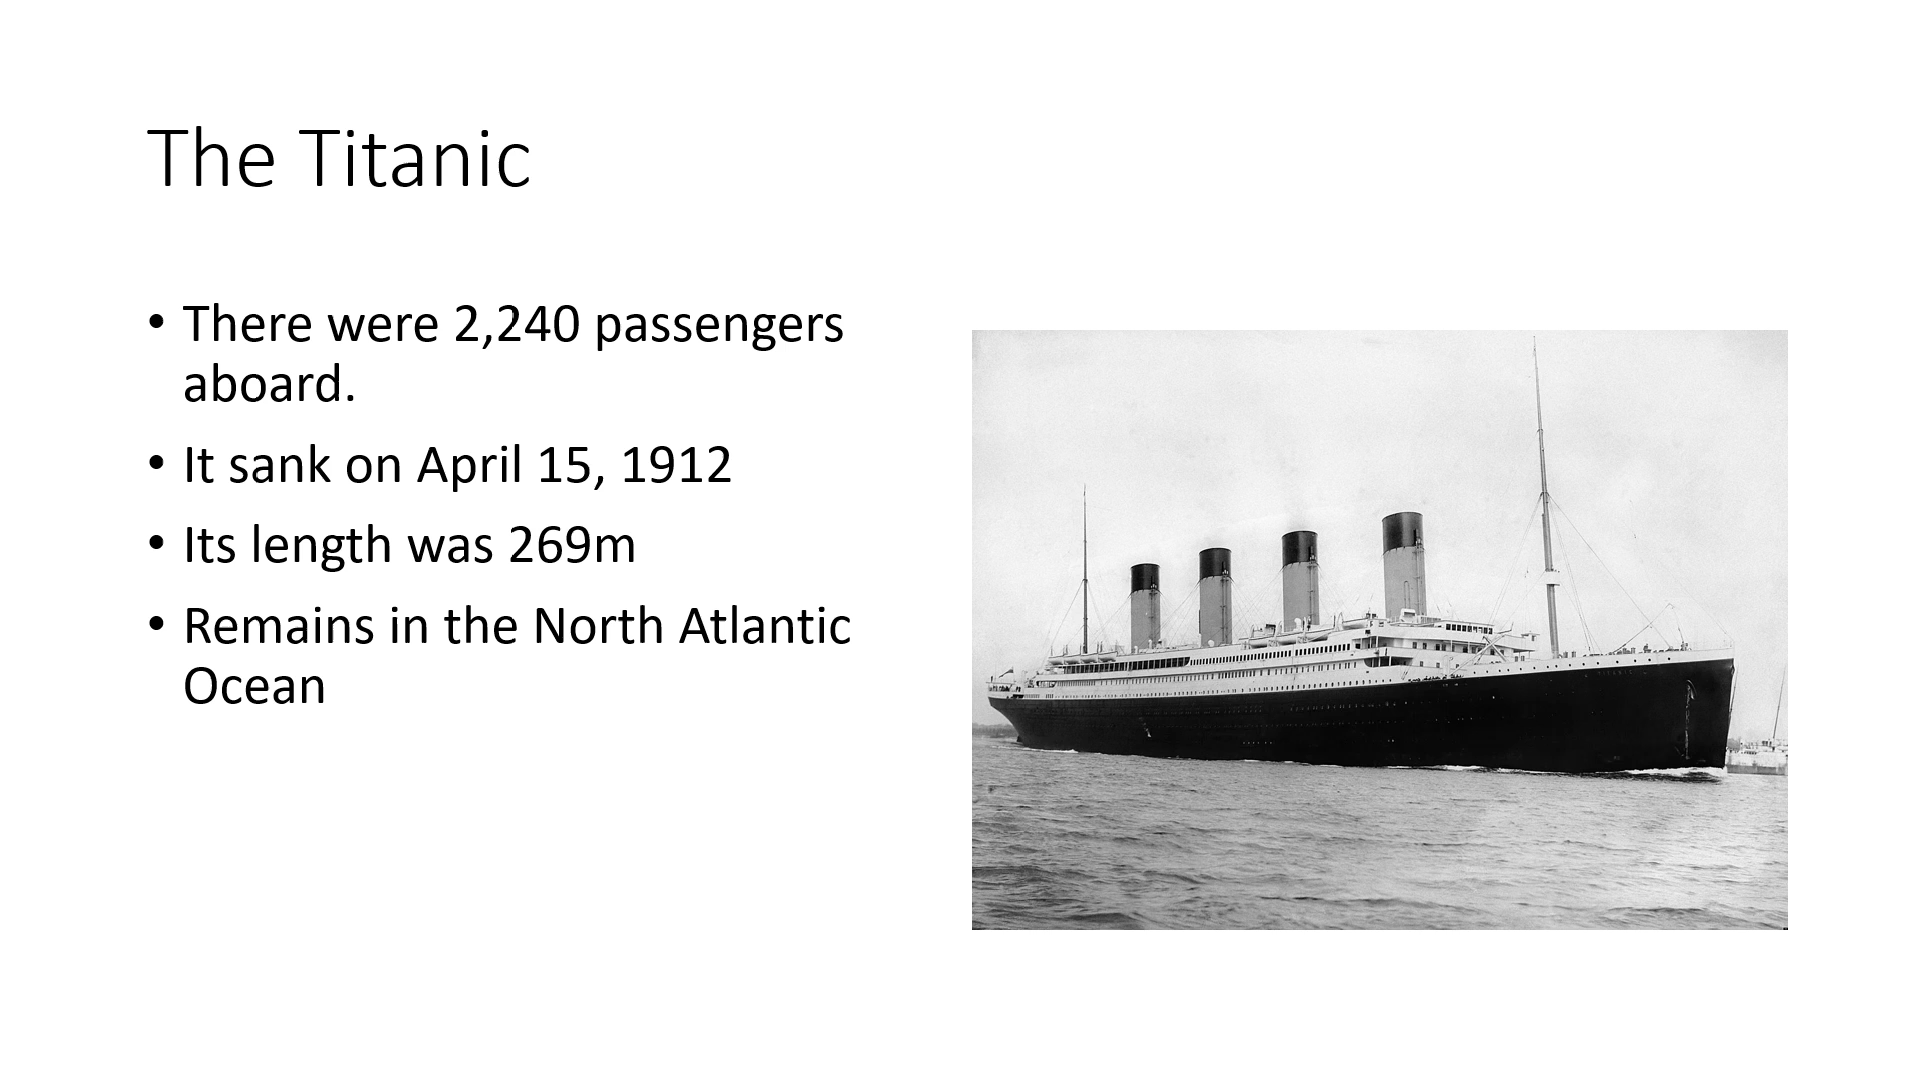 The Titanic
• There were 2,240 passengers
aboard.
• It sank on April 15, 1912
• Its length was 269m
• Remains in the North Atlantic
Ocean